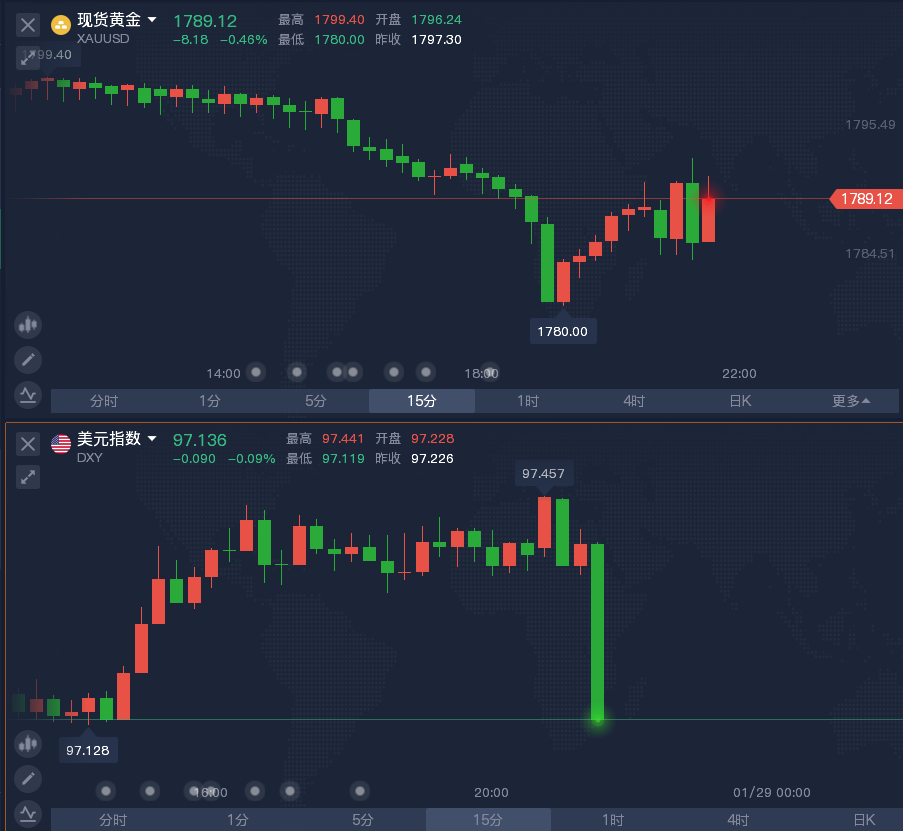 现货黄金 1789.12 最高 1799.40 开盘 1796.24
XAUUSD −8.18 −0.46% 最低 1780.00 昨收 1797.30
1799.40
1795.49
1789.12
1784.51
1780.00
14:00 18:00 22:00
分时 1分 5分 15分 1时 4时 日K 更多
美元指数 97.136 最高 97.441 开盘 97.228
DXY −0.090 −0.09% 最低 97.119 昨收 97.226
97.457
97.128
16:00 20:00 01/29 00:00
分时 1分 5分 15分 1时 4时 日K